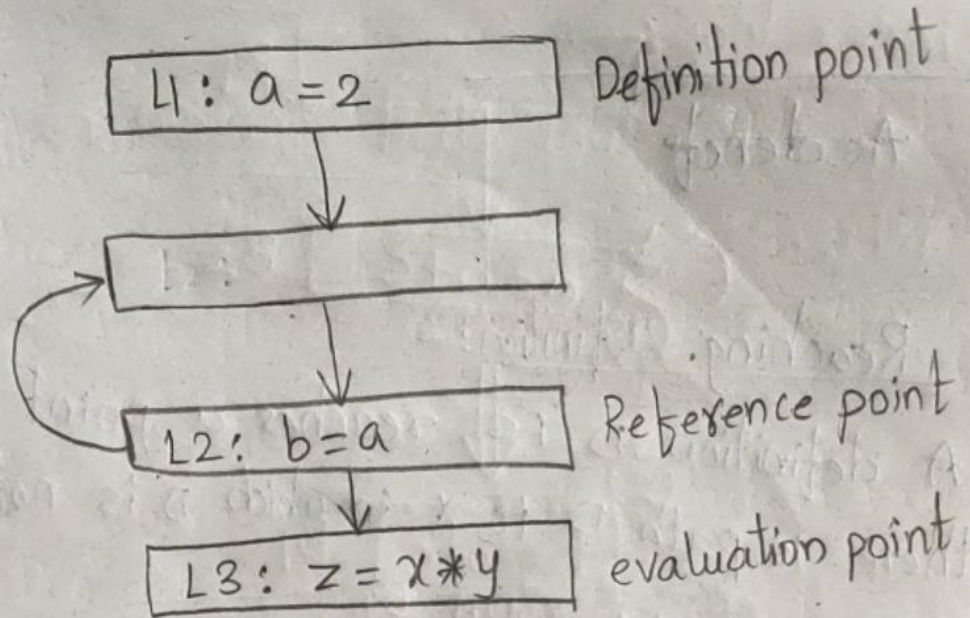 L1: a=2 Definition point
L2: b=a Reference point
L3: z=x*y evaluation point